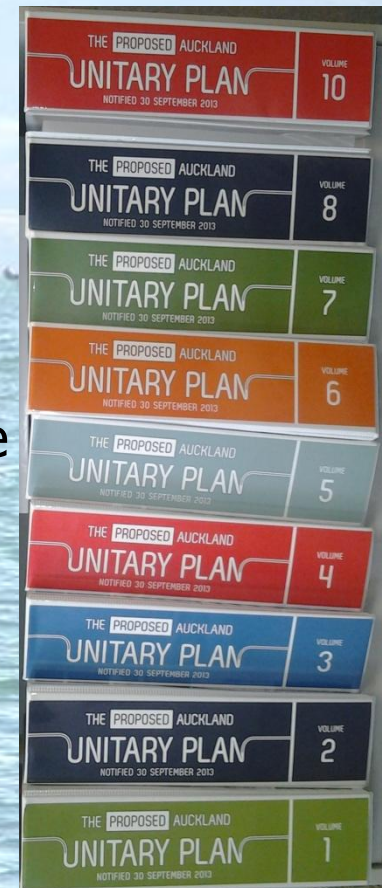 THE PROPOSED AUCKLAND
UNITARY PLAN
NOTIFIED 30 SEPTEMBER 2013
VOLUME
10
THE PROPOSED AUCKLAND
UNITARY PLAN
NOTIFIED 30 SEPTEMBER 2013
VOLUME
8
THE PROPOSED AUCKLAND
UNITARY PLAN
NOTIFIED 30 SEPTEMBER 2013
VOLUME
7
THE PROPOSED AUCKLAND
UNITARY PLAN
NOTIFIED 30 SEPTEMBER 2013
VOLUME
6
THE PROPOSED AUCKLAND
UNITARY PLAN
NOTIFIED 30 SEPTEMBER 2013
VOLUME
5
THE PROPOSED AUCKLAND
UNITARY PLAN
NOTIFIED 30 SEPTEMBER 2013
VOLUME
4
THE PROPOSED AUCKLAND
UNITARY PLAN
NOTIFIED 30 SEPTEMBER 2013
VOLUME
3
THE PROPOSED AUCKLAND
UNITARY PLAN
NOTIFIED 30 SEPTEMBER 2013
VOLUME
2
THE PROPOSED AUCKLAND
UNITARY PLAN
NOTIFIED 30 SEPTEMBER 2013
VOLUME
1